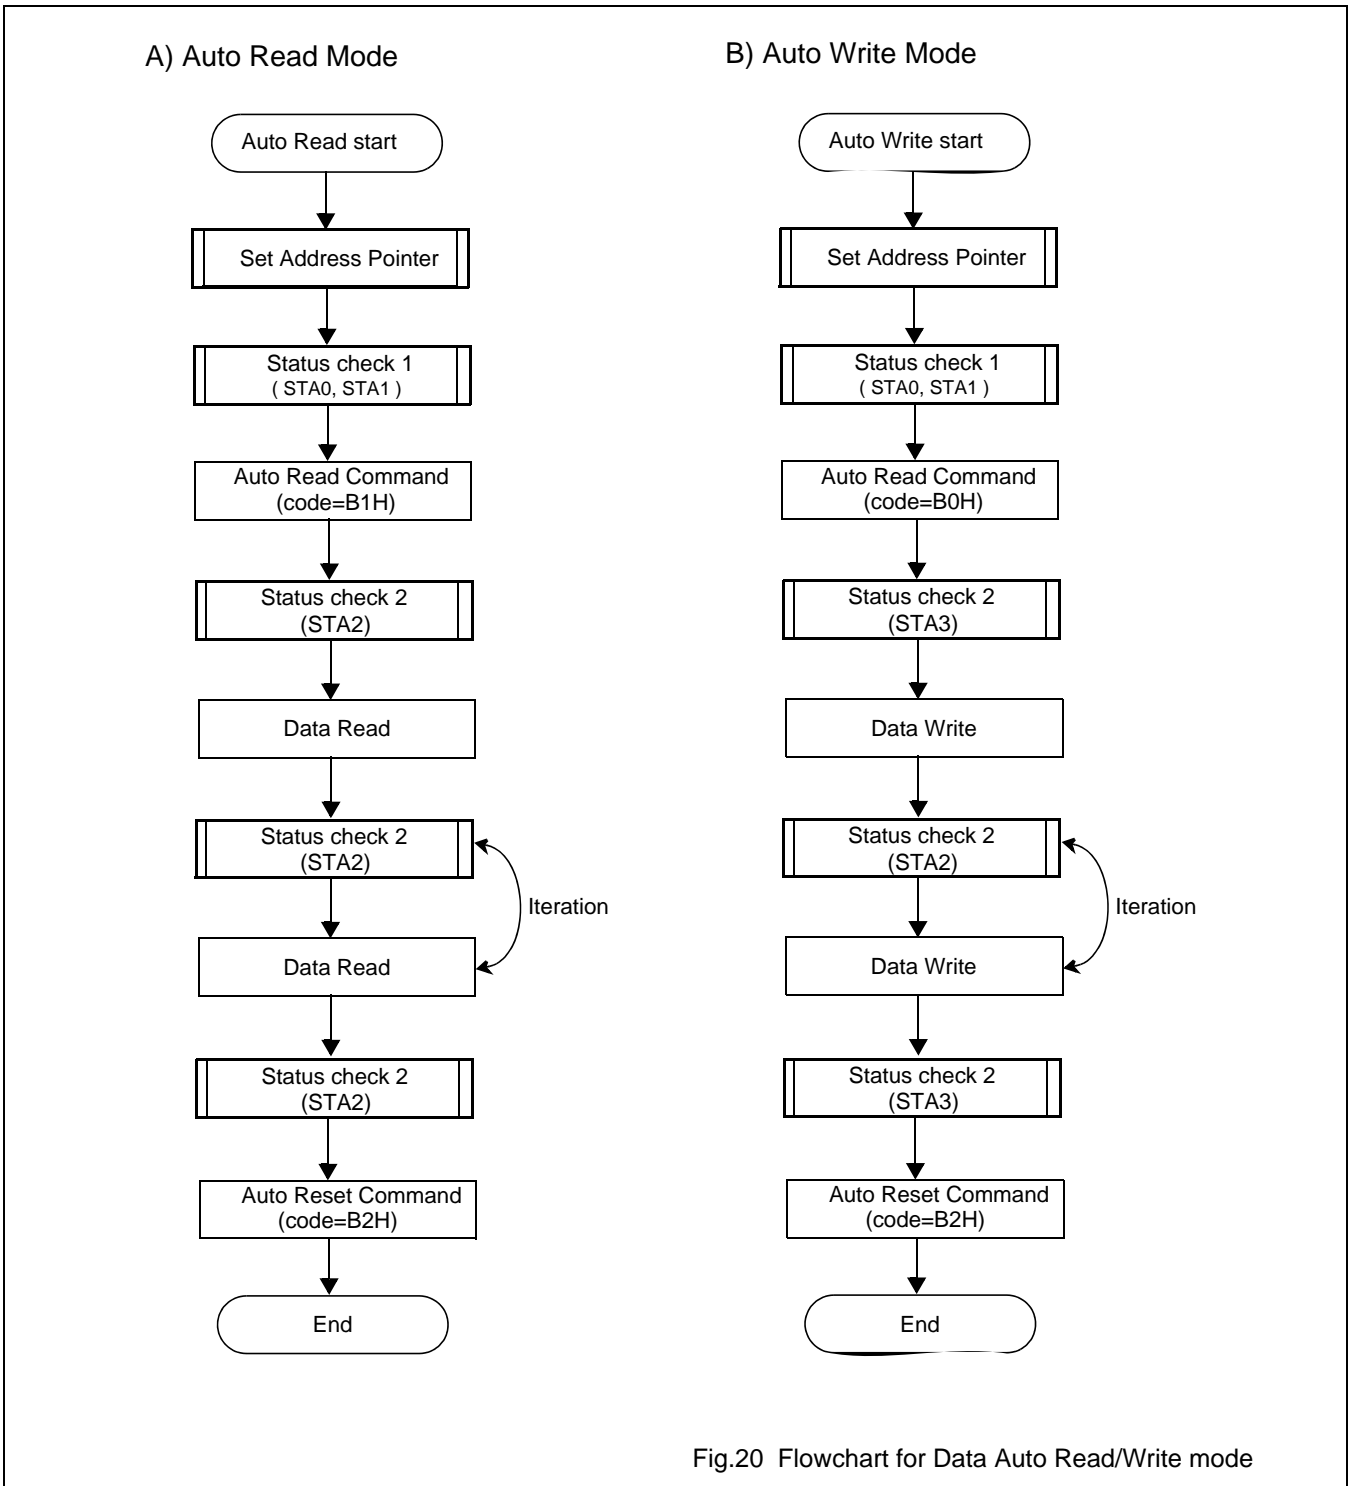 A) Auto Read Mode
Auto Read start
Set Address Pointer
Status check 1
( STA0, STA1 )
Auto Read Command
(code=B1H)
Status check 2
(STA2)
Data Read
Status check 2
(STA2)
Iteration
Data Read
Status check 2
(STA2)
Auto Reset Command
(code=B2H)
End
B) Auto Write Mode
Auto Write start
Set Address Pointer
Status check 1
( STA0, STA1 )
Auto Read Command
(code=B0H)
Status check 2
(STA3)
Data Write
Status check 2
(STA2)
Iteration
Data Write
Status check 2
(STA3)
Auto Reset Command
(code=B2H)
End
Fig.20 Flowchart for Data Auto Read/Write mode